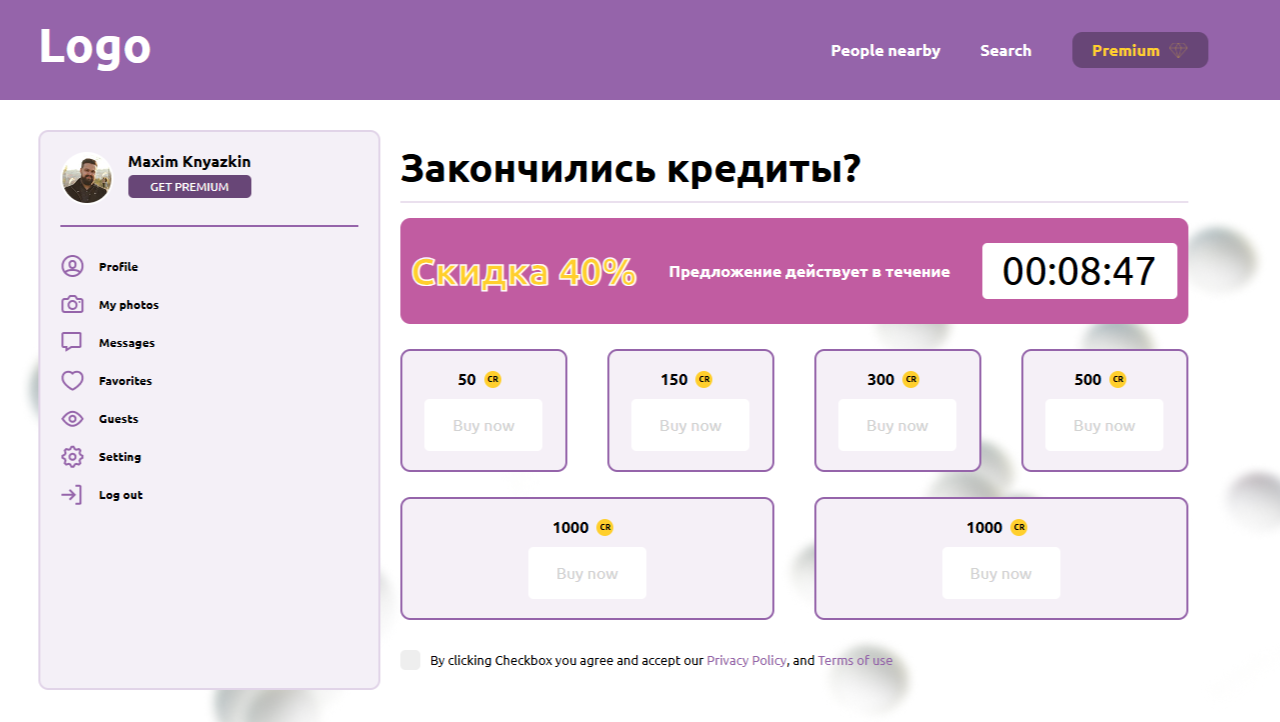 Logo
People nearby
Search
Premium
Maxim Knyazkin
GET PREMIUM
Profile
My photos
Messages
Favorites
Guests
Setting
Log out
Закончились кредиты?
Скидка 40%
Предложение действует в течение
00:08:47
50 CR
150 CR
300 CR
500 CR
Buy now
Buy now
Buy now
Buy now
1000 CR
1000 CR
Buy now
Buy now
By clicking Checkbox you agree and accept our Privacy Policy, and Terms of use